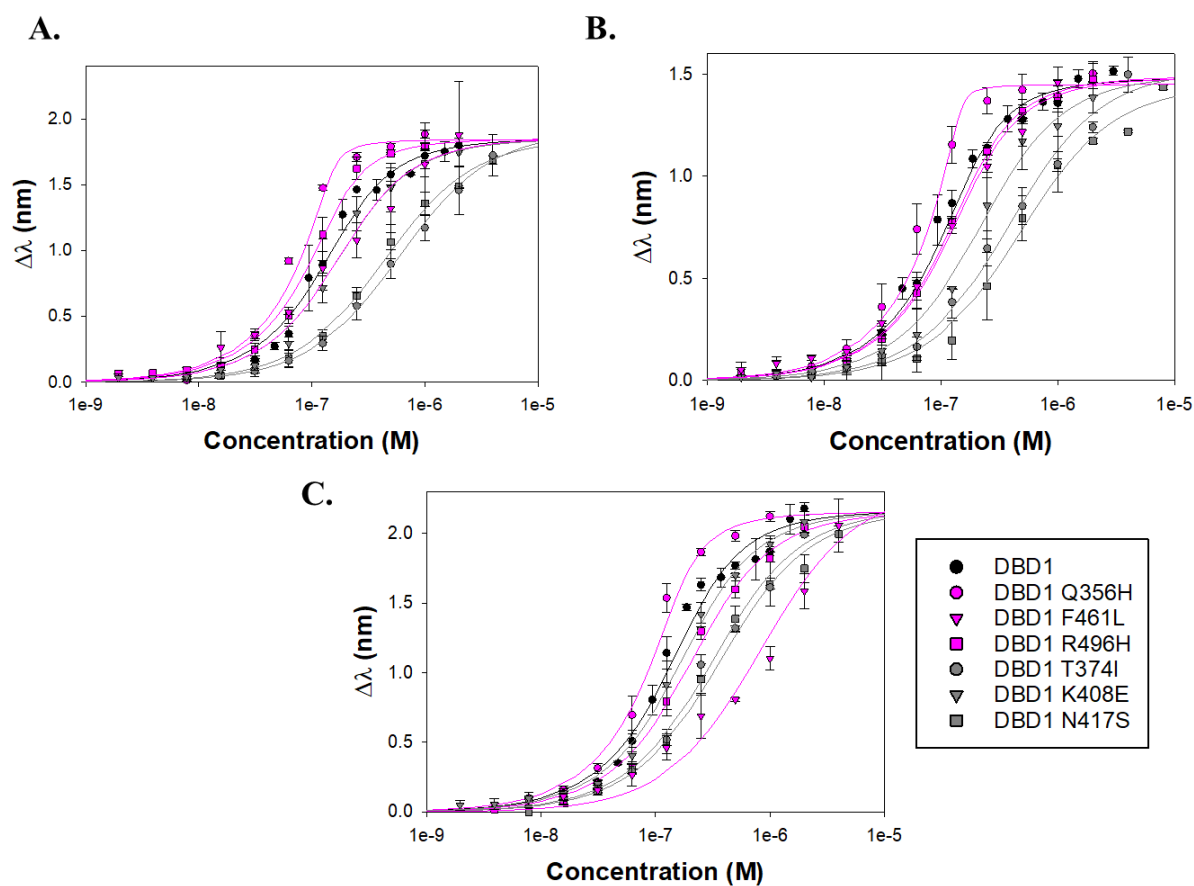 A.
Δλ (nm)
2.0
1.5
1.0
0.5
0.0
1e-9 1e-8 1e-7 1e-6 1e-5
Concentration (M)
B.
Δλ (nm)
1.5
1.0
0.5
0.0
1e-9 1e-8 1e-7 1e-6 1e-5
Concentration (M)
C.
Δλ (nm)
2.0
1.5
1.0
0.5
0.0
1e-9 1e-8 1e-7 1e-6 1e-5
Concentration (M)
DBD1
DBD1 Q356H
DBD1 F461L
DBD1 R496H
DBD1 T374I
DBD1 K408E
DBD1 N417S